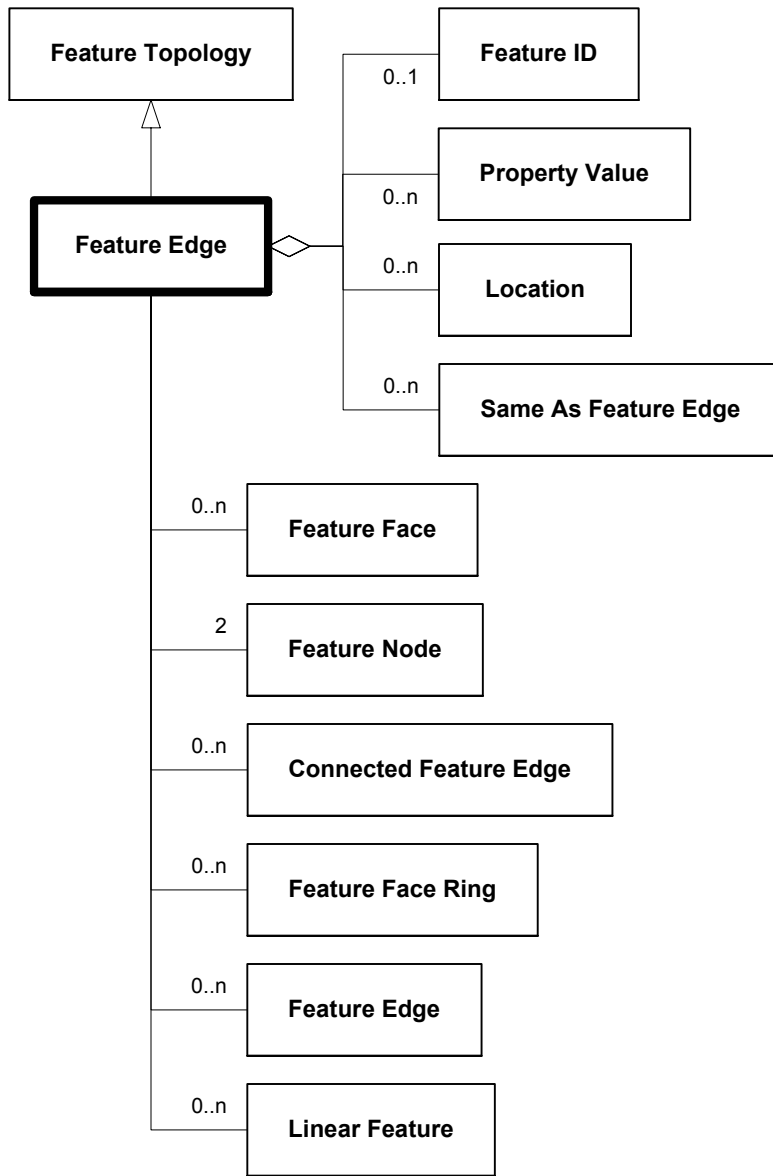 Feature Topology
Feature ID
0..1
Property Value
0..n
Feature Edge
0..n
Location
0..n
Same As Feature Edge
0..n
Feature Face
2
Feature Node
0..n
Connected Feature Edge
0..n
Feature Face Ring
0..n
Feature Edge
0..n
Linear Feature